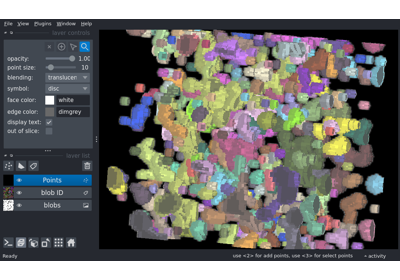 File View Plugins Window Help
layer controls
opacity: 1.00
point size: 10
blending: translucen
symbol: disc
face color: white
edge color: dimgrey
display text:
out of slice:
layer list
Points
blob ID
blobs
use <2> for add points, use <3> for select points
activity